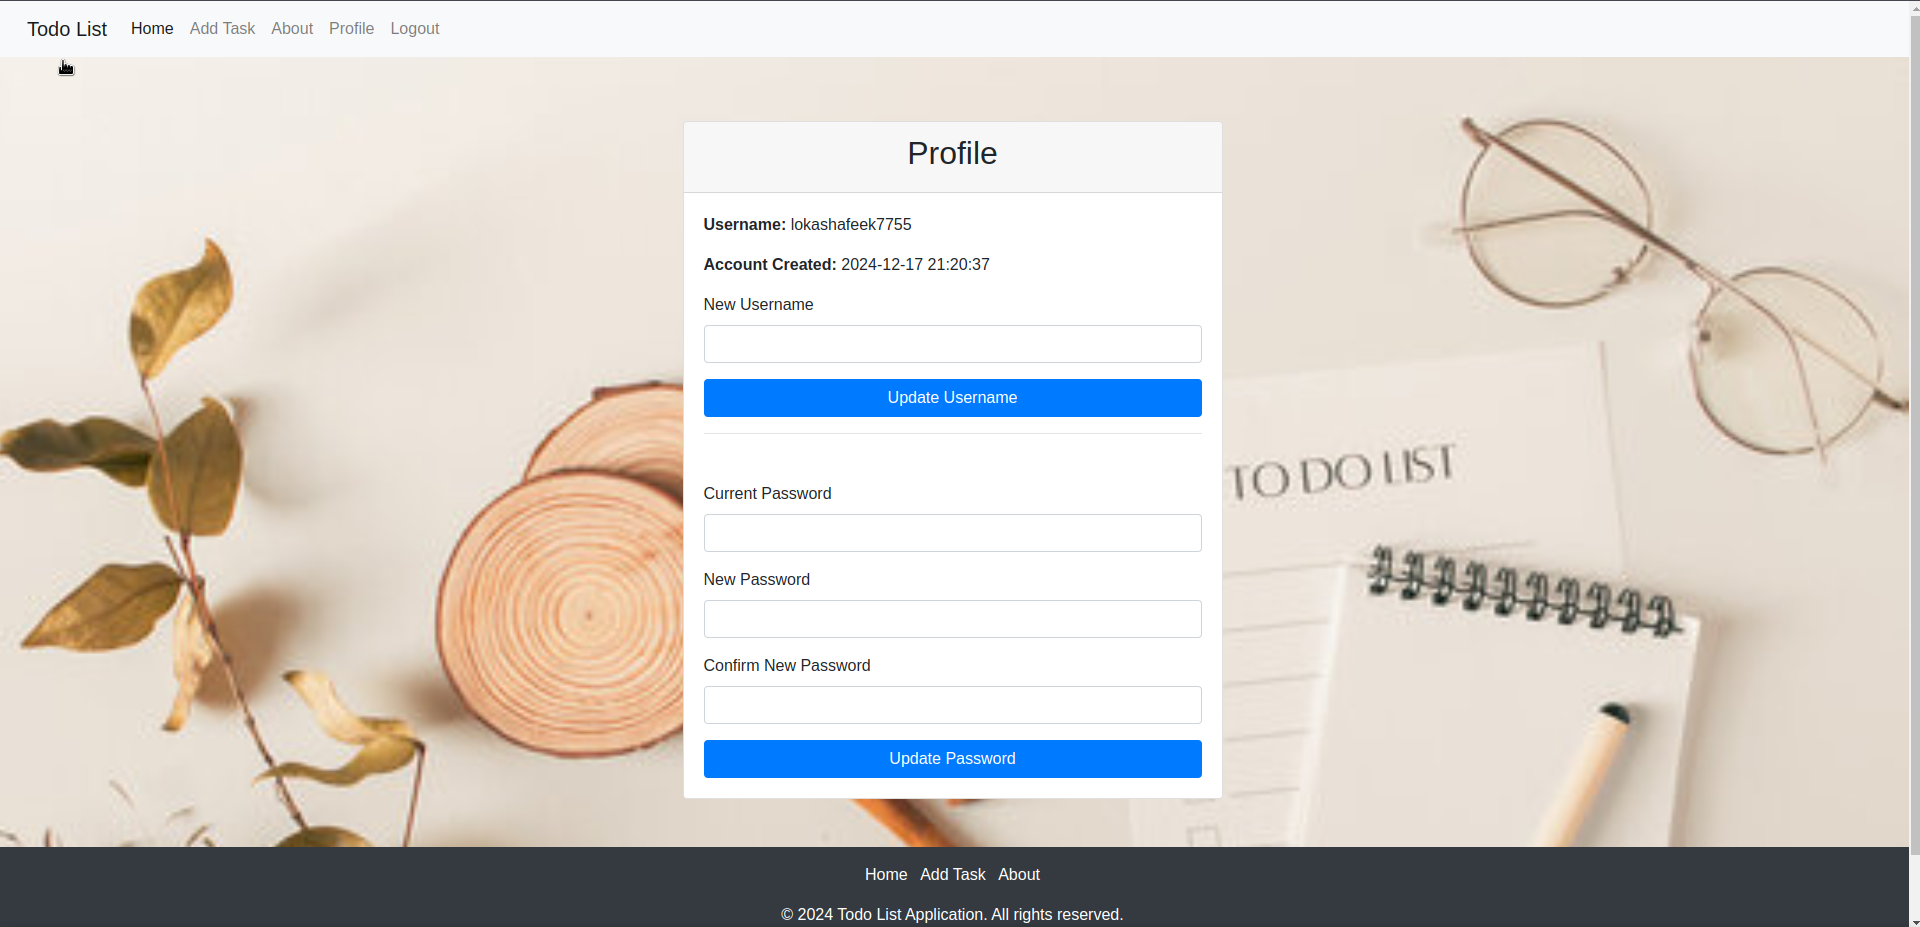 Todo List Home Add Task About Profile Logout
Profile
Username: lokashafeek7755
Account Created: 2024-12-17 21:20:37
New Username
Update Username
TO DO LIST
Current Password
New Password
Confirm New Password
Update Password
Home Add Task About
© 2024 Todo List Application. All rights reserved.